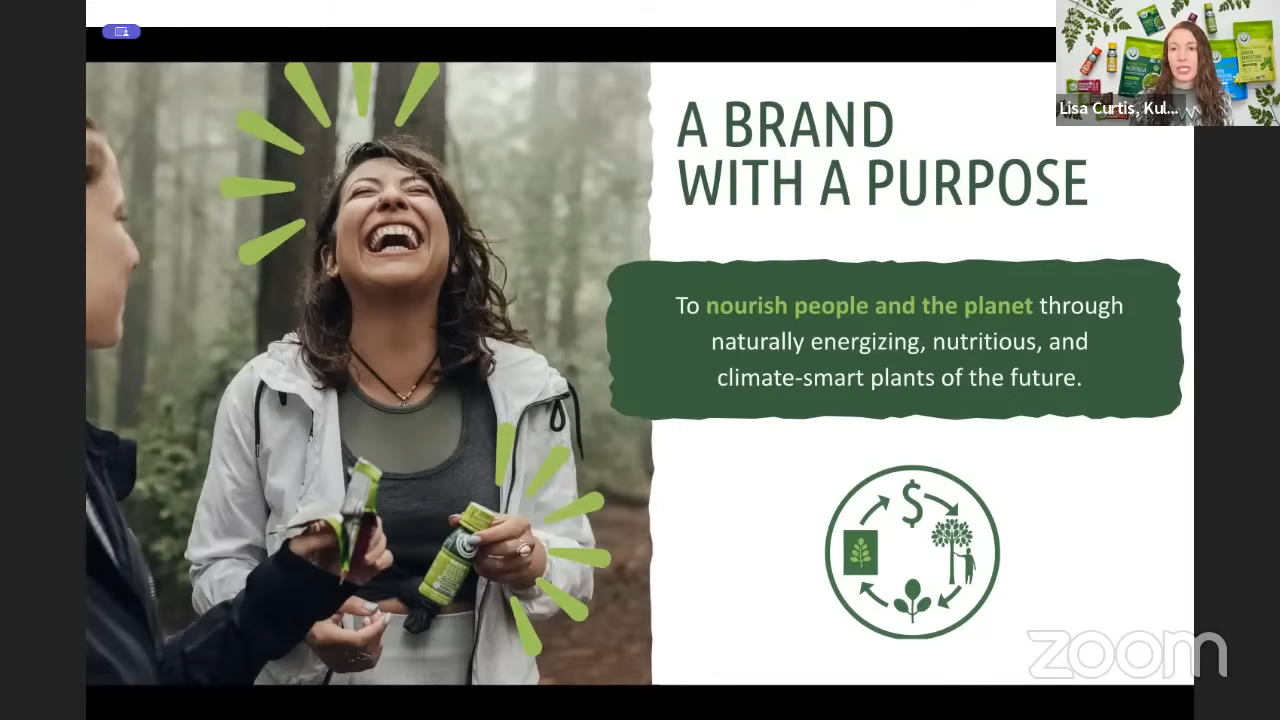 A BRAND
WITH A PURPOSE
To nourish people and the planet through
naturally energizing, nutritious, and
climate-smart plants of the future.
$
Lisa Curtis, Kul...
MORINGA
zoom